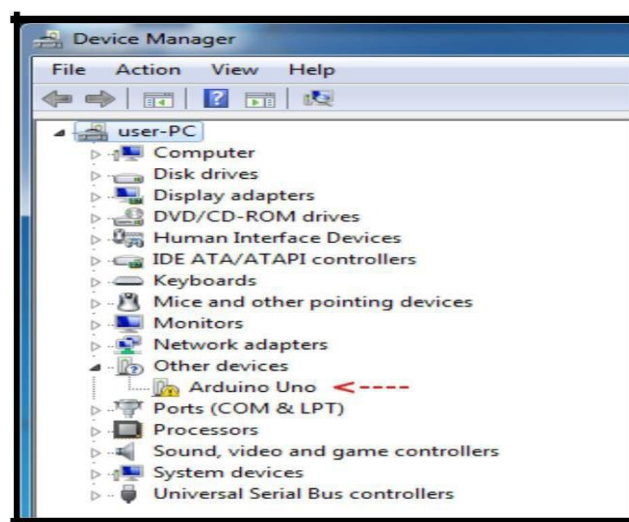 Device Manager
File Action View Help
user-PC
Computer
Disk drives
Display adapters
DVD/CD-ROM drives
Human Interface Devices
IDE ATA/ATAPI controllers
Keyboards
Mice and other pointing devices
Monitors
Network adapters
Other devices
Arduino Uno
Ports (COM & LPT)
Processors
Sound, video and game controllers
System devices
Universal Serial Bus controllers